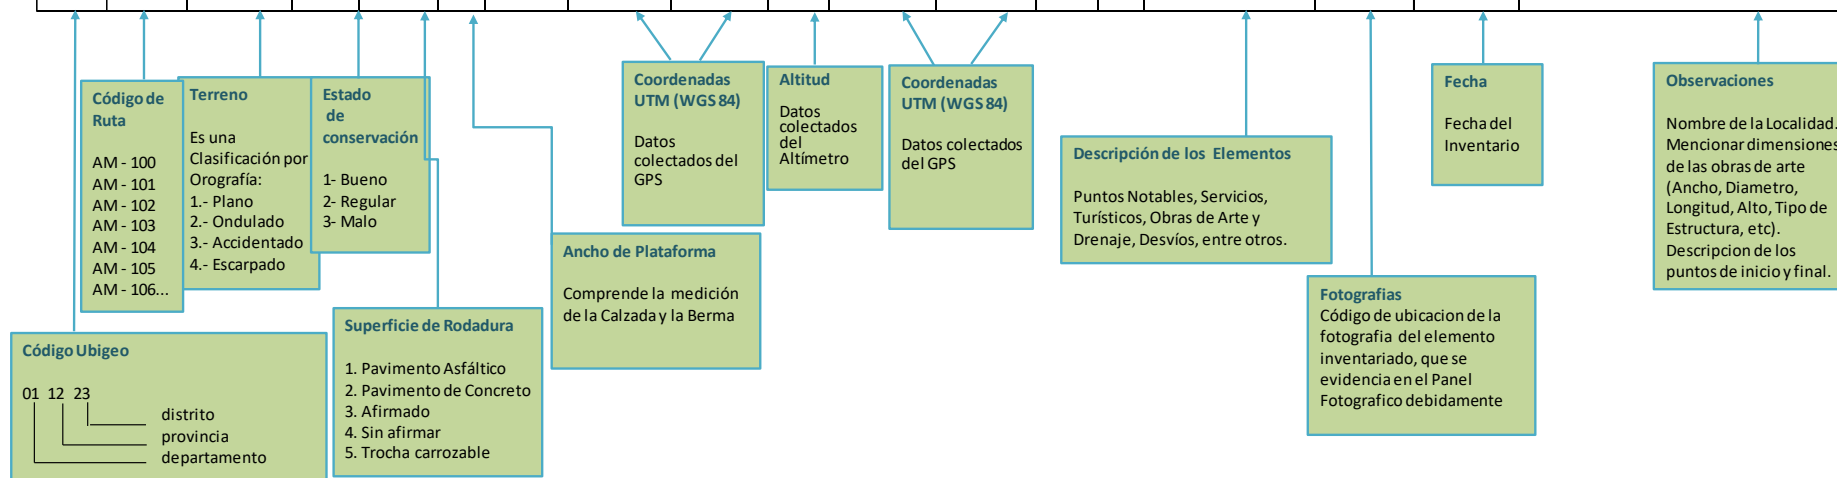 Código de
Ruta
AM - 100
AM - 101
AM - 102
AM - 103
AM - 104
AM - 105
AM - 106...
Terreno
Es una
Clasificación por
Orografía:
1.- Plano
2.- Ondulado
3.- Accidentado
4.- Escarpado
Estado
de
conservación
1- Bueno
2- Regular
3- Malo
Coordenadas
UTM (WGS 84)
Datos
colectados del
GPS
Altitud
Datos
colectados
del
Altímetro
Coordenadas
UTM (WGS 84)
Datos colectados
del GPS
Descripción de los Elementos
Puntos Notables, Servicios,
Turísticos, Obras de Arte y
Drenaje, Desvíos, entre otros.
Fecha
Fecha del
Inventario
Observaciones
Nombre de la Localidad.
Mencionar dimensiones
de las obras de arte
(Ancho, Diametro,
Longitud, Alto, Tipo de
Estructura, etc).
Descripcion de los
puntos de inicio y final.
Ancho de Plataforma
Comprende la medición
de la Calzada y la Berma
Fotografias
Código de ubicacion de la
fotografia del elemento
inventariado, que se
evidencia en el Panel
Fotografico debidamente
Superficie de Rodadura
1. Pavimento Asfáltico
2. Pavimento de Concreto
3. Afirmado
4. Sin afirmar
5. Trocha carrozable
Código Ubigeo
01 12 23
distrito
provincia
departamento